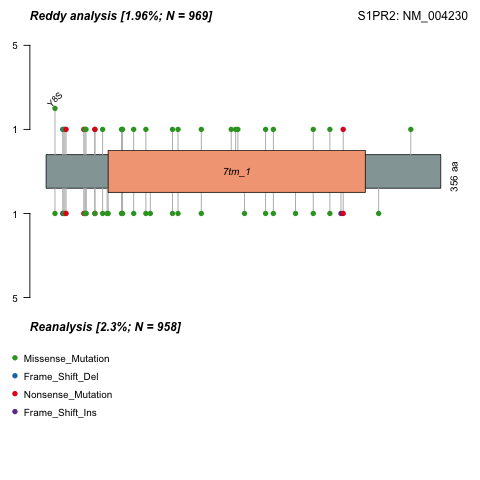 Reddy analysis [1.96%; N = 969]
S1PR2: NM_004230
5
Y8S
1
7tm_1
356 aa
1
5
Reanalysis [2.3%; N = 958]
Missense_Mutation
Frame_Shift_Del
Nonsense_Mutation
Frame_Shift_Ins